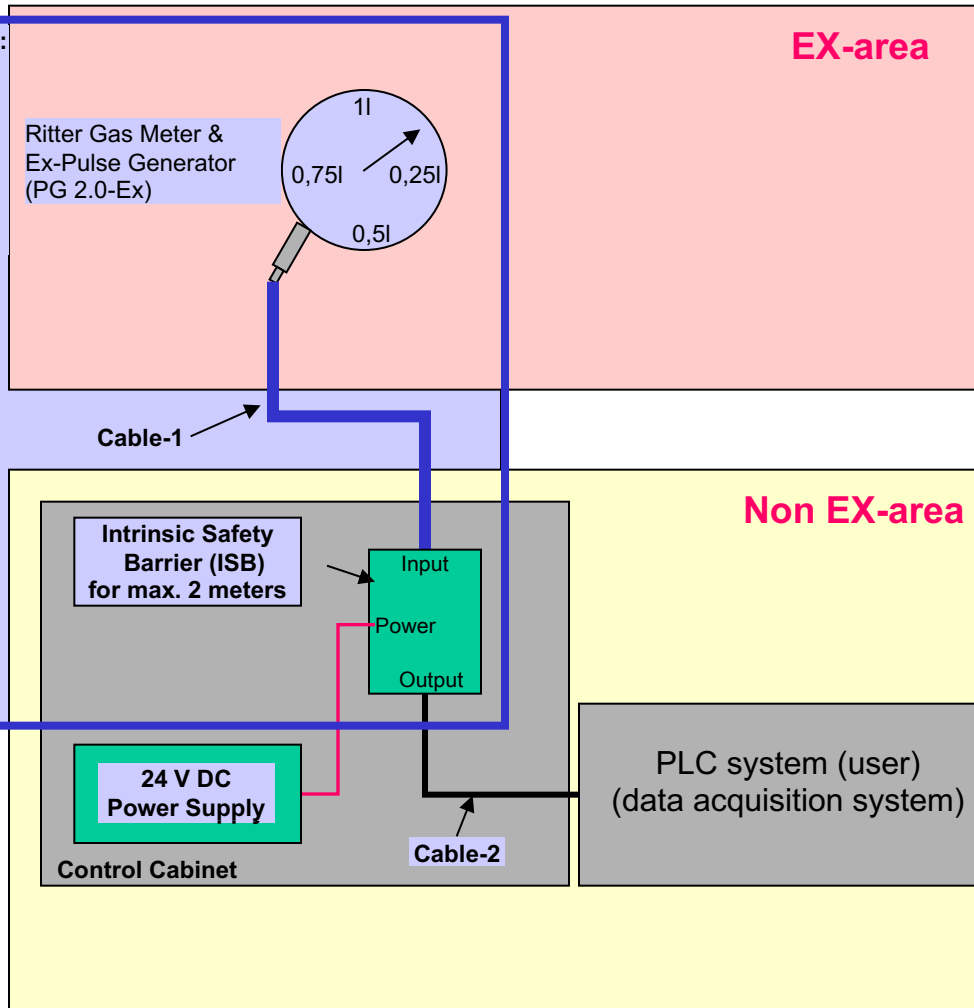 :
EX-area
Ritter Gas Meter &
Ex-Pulse Generator
(PG 2.0-Ex)
1l
0,75l
0,25l
0,5l
Cable-1
Non EX-area
Intrinsic Safety
Barrier (ISB)
for max. 2 meters
Input
Power
Output
24 V DC
Power Supply
Cable-2
Control Cabinet
PLC system (user)
(data acquisition system)